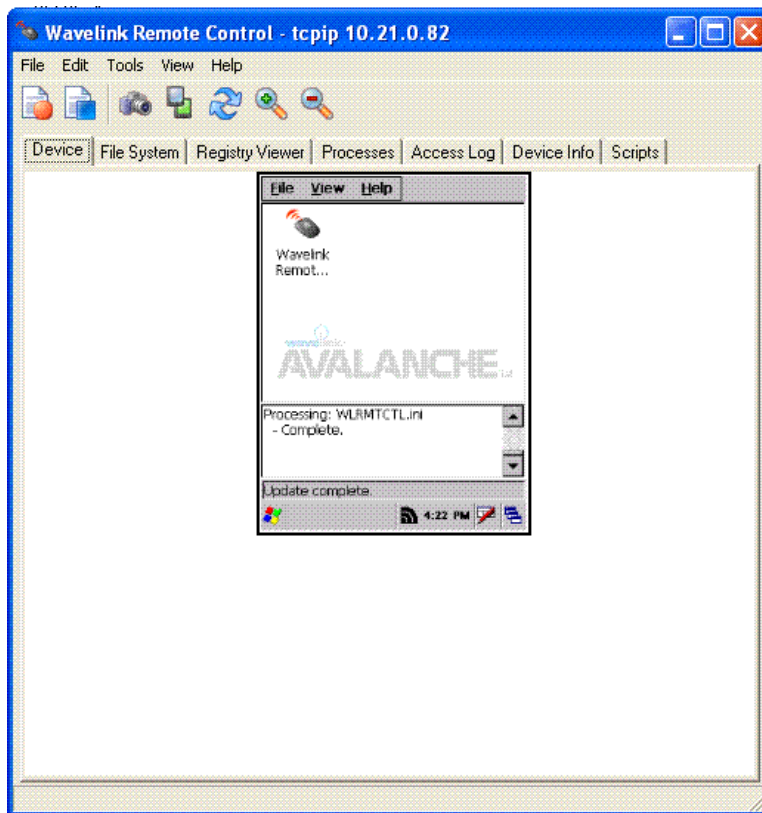 Wavelink Remote Control - tcpip 10.21.0.82
File Edit Tools View Help
Device File System Registry Viewer Processes Access Log Device Info Scripts
File View Help
Wavelink
Remot...
wavelink
AVALANCHE
Processing: WLRMTCTL.ini
- Complete.
Update complete.
4:22 PM